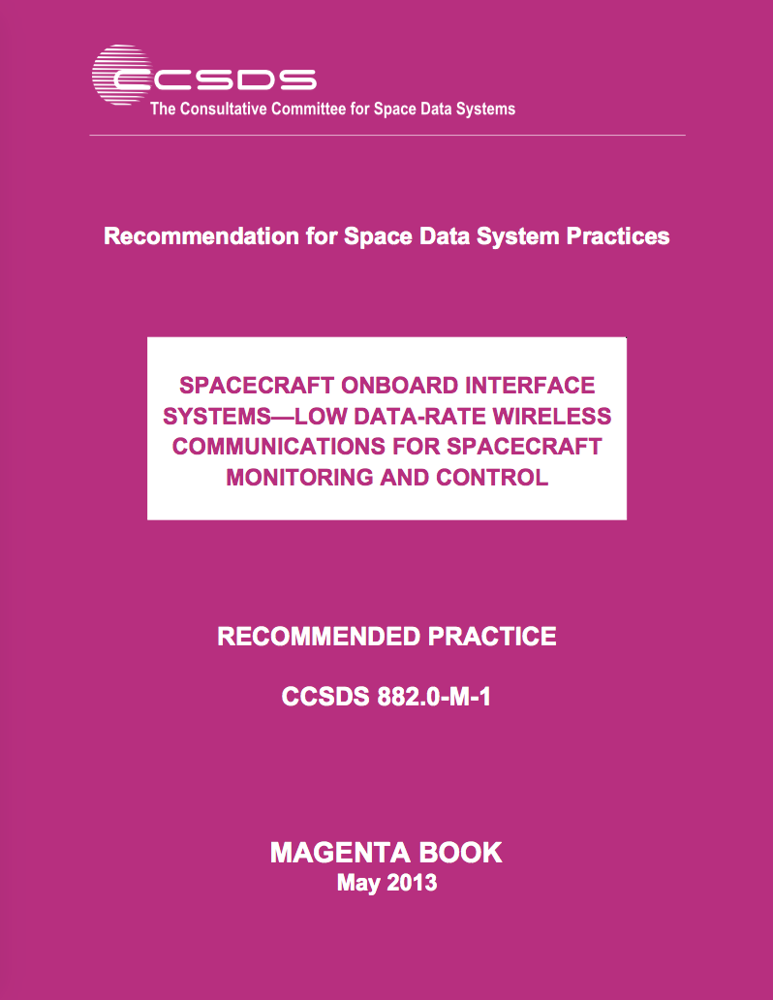 CCSDS
The Consultative Committee for Space Data Systems
Recommendation for Space Data System Practices
SPACECRAFT ONBOARD INTERFACE
SYSTEMS—LOW DATA-RATE WIRELESS
COMMUNICATIONS FOR SPACECRAFT
MONITORING AND CONTROL
RECOMMENDED PRACTICE
CCSDS 882.0-M-1
MAGENTA BOOK
May 2013